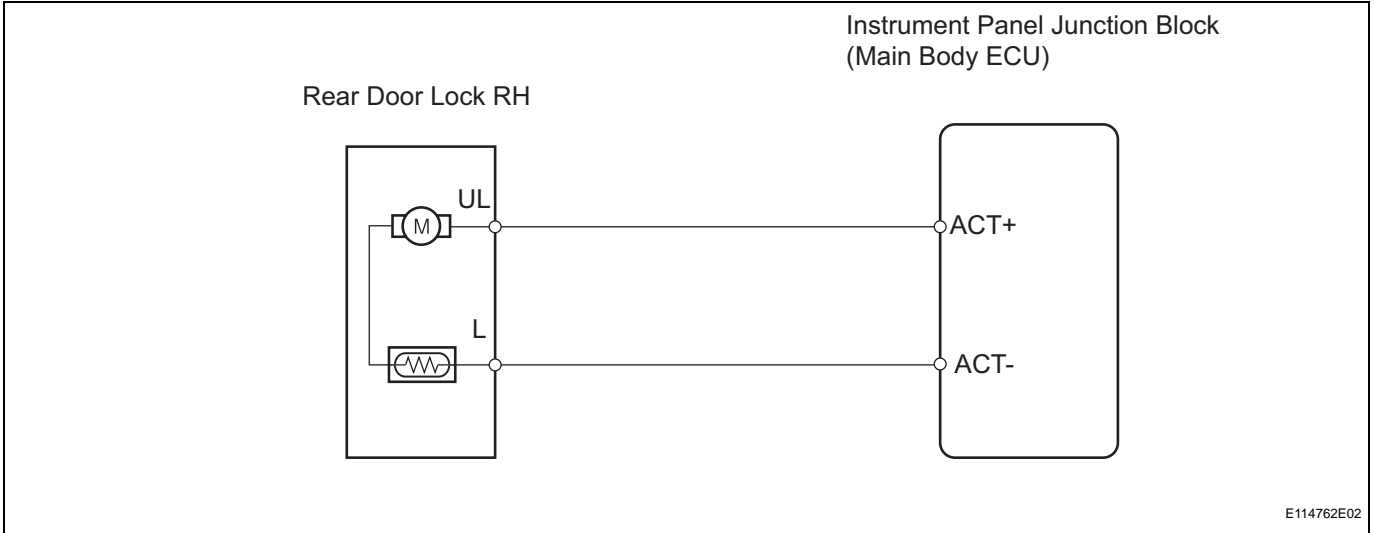 Instrument Panel Junction Block
(Main Body ECU)
Rear Door Lock RH
UL
M
ACT+
L
ACT-
E114762E02